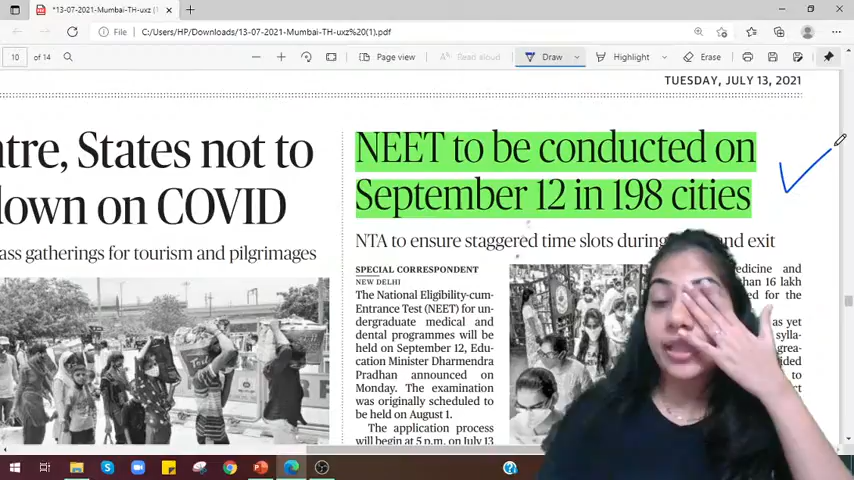 *13-07-2021-Mumbai-TH-uxz (1).p
File
C:/Users/HP/Downloads/13-07-2021-Mumbai-TH-uxz%20(1).pdf
10 of 14
Page view
Read aloud
Draw
Highlight
Erase
TUESDAY, JULY 13, 2021
ntre, States not to
down on COVID
ass gatherings for tourism and pilgrimages
NEET to be conducted on
September 12 in 198 cities
NTA to ensure staggered time slots during and exit
SPECIAL CORRESPONDENT
NEW DELHI
The National Eligibility-cum-
Entrance Test (NEET) for un-
dergraduate medical and
dental programmes will be
held on September 12, Edu-
cation Minister Dharmendra
Pradhan announced on
Monday. The examination
was originally scheduled to
be held on August 1.
The application process
will begin at 5 p.m. on July 13
edicine and
han 16 lakh
ed for the
as yet
sylla-
grea-
ided
to
ct